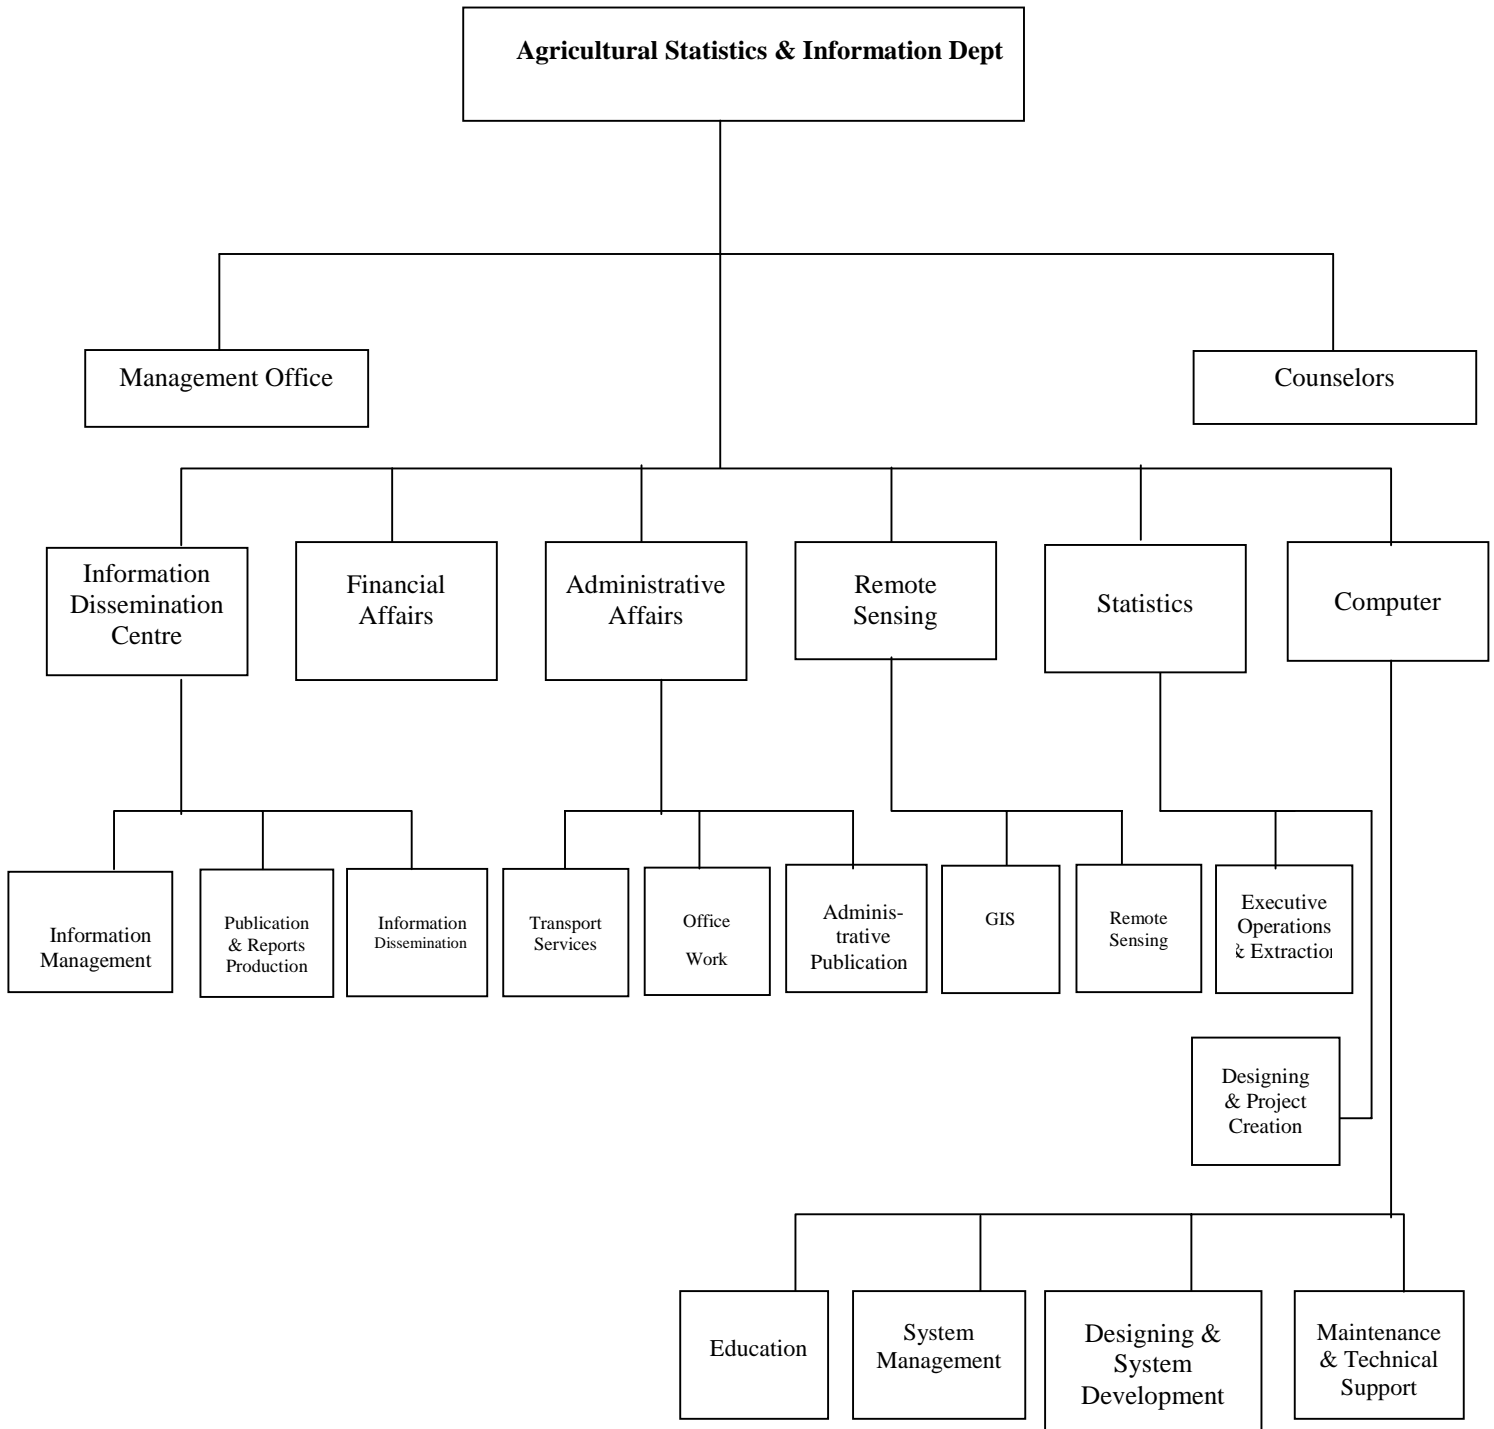 Agricultural Statistics & Information Dept
Management Office
Counselors
Information
Dissemination
Centre
Financial
Affairs
Administrative
Affairs
Remote
Sensing
Statistics
Computer
Information
Management
Publication
& Reports
Production
Information
Dissemination
Transport
Services
Office
Work
Adminis-
trative
Publication
GIS
Remote
Sensing
Executive
Operations
& Extraction
Designing
& Project
Creation
Education
System
Management
Designing &
System
Development
Maintenance
& Technical
Support